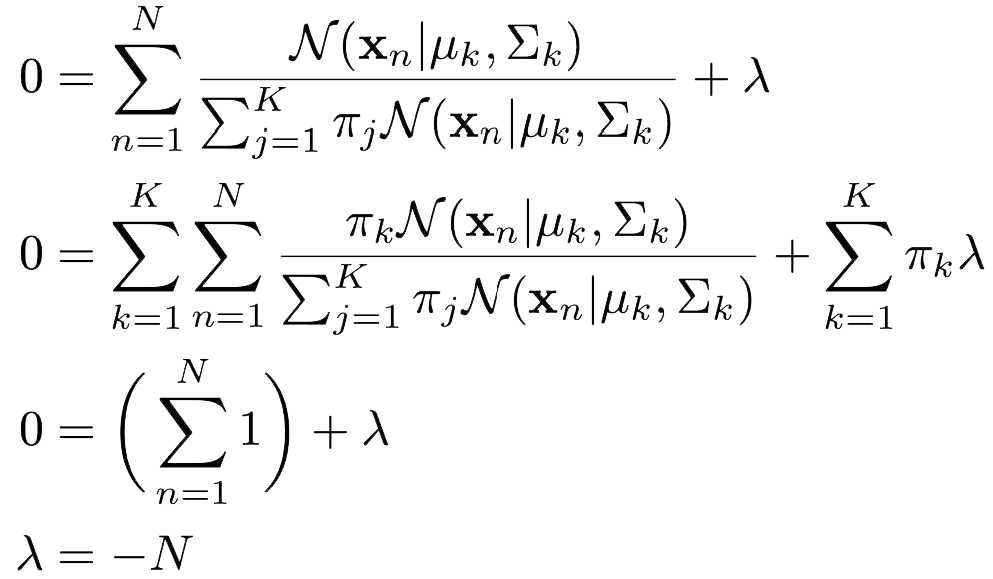 0 = \sum_{n=1}^{N} \frac{\mathcal{N}(\mathbf{x}_n|\mu_k, \Sigma_k)}{\sum_{j=1}^{K} \pi_j \mathcal{N}(\mathbf{x}_n|\mu_k, \Sigma_k)} + \lambda
0 = \sum_{k=1}^{K} \sum_{n=1}^{N} \frac{\pi_k \mathcal{N}(\mathbf{x}_n|\mu_k, \Sigma_k)}{\sum_{j=1}^{K} \pi_j \mathcal{N}(\mathbf{x}_n|\mu_k, \Sigma_k)} + \sum_{k=1}^{K} \pi_k \lambda
0 = \left( \sum_{n=1}^{N} 1 \right) + \lambda
\lambda = -N